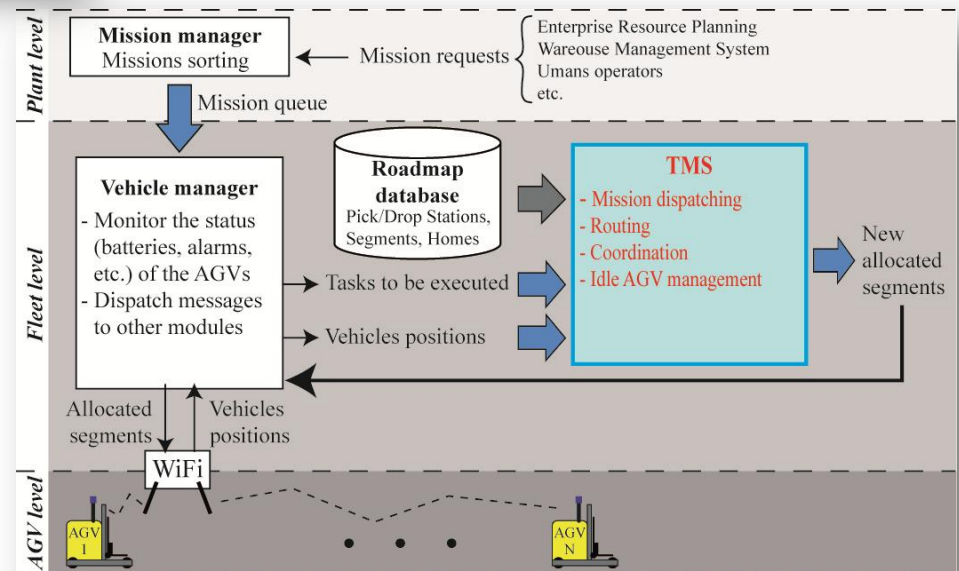 Plant level
Mission manager
Missions sorting
Mission requests
Enterprise Resource Planning
Wareouse Management System
Umans operators
etc.
Mission queue
Fleet level
Vehicle manager
- Monitor the status
(batteries, alarms,
etc.) of the AGVs
- Dispatch messages
to other modules
Roadmap
database
Pick/Drop Stations,
Segments, Homes
Tasks to be executed
Vehicles positions
TMS
- Mission dispatching
- Routing
- Coordination
- Idle AGV management
New
allocated
segments
Allocated
segments
Vehicles
positions
WiFi
AGV level
AGV
1
AGV
N